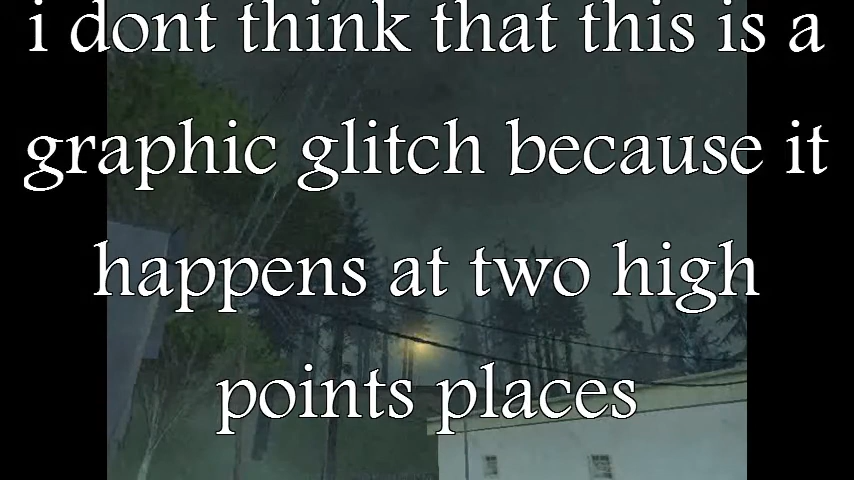 i dont think that this is a
graphic glitch because it
happens at two high
points places